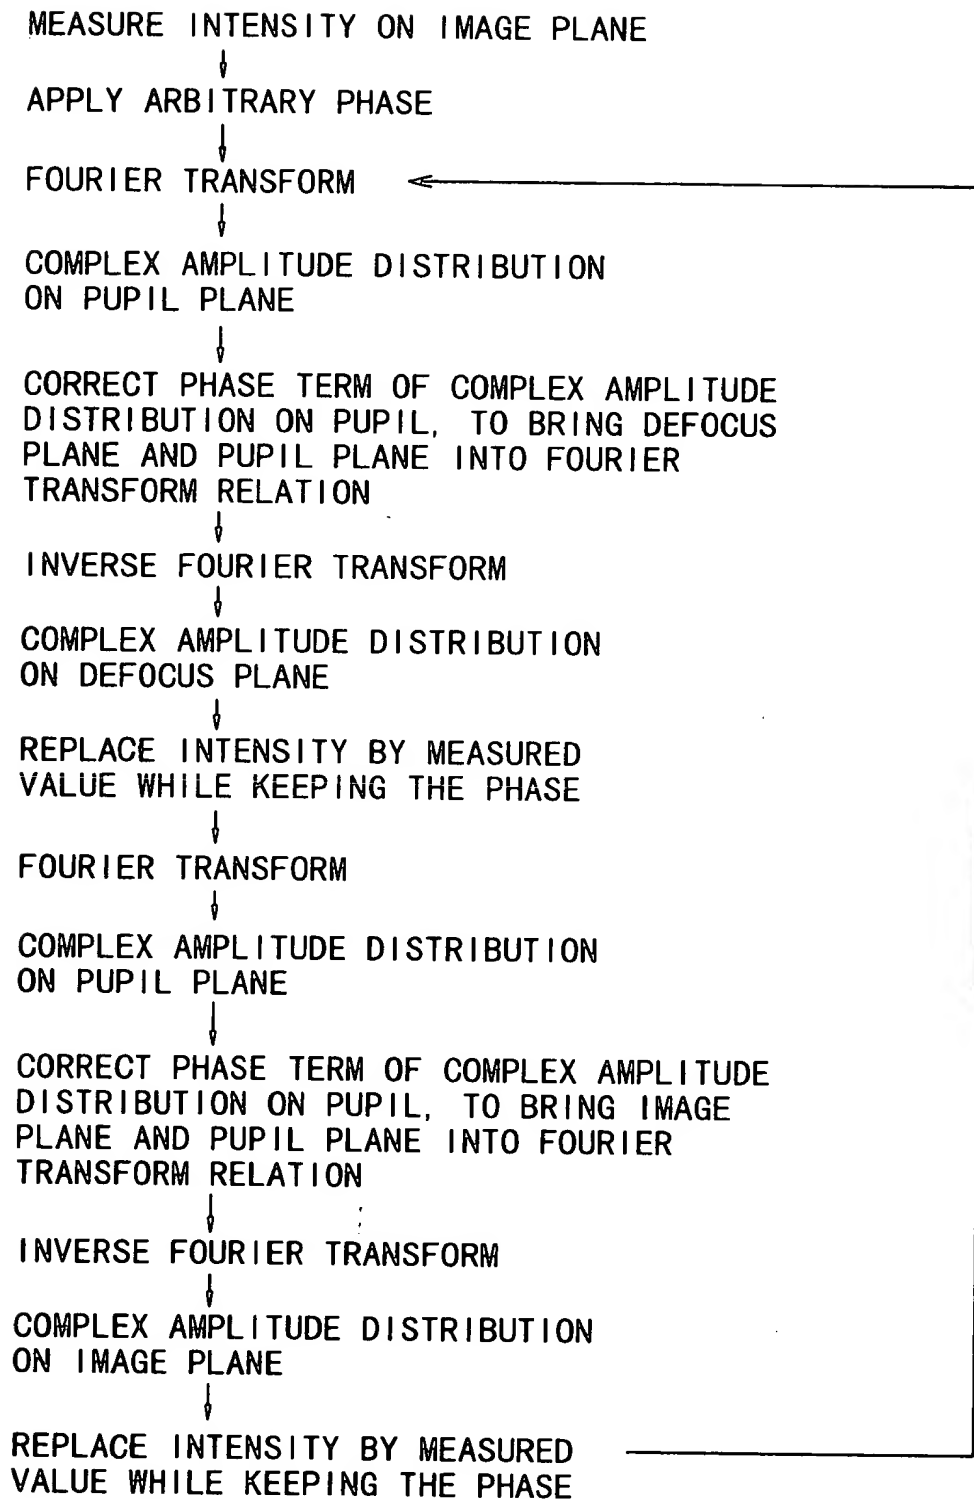 MEASURE INTENSITY ON IMAGE PLANE
APPLY ARBITRARY PHASE
FOURIER TRANSFORM
COMPLEX AMPLITUDE DISTRIBUTION
ON PUPIL PLANE
CORRECT PHASE TERM OF COMPLEX AMPLITUDE
DISTRIBUTION ON PUPIL, TO BRING DEFOCUS
PLANE AND PUPIL PLANE INTO FOURIER
TRANSFORM RELATION
INVERSE FOURIER TRANSFORM
COMPLEX AMPLITUDE DISTRIBUTION
ON DEFOCUS PLANE
REPLACE INTENSITY BY MEASURED
VALUE WHILE KEEPING THE PHASE
FOURIER TRANSFORM
COMPLEX AMPLITUDE DISTRIBUTION
ON PUPIL PLANE
CORRECT PHASE TERM OF COMPLEX AMPLITUDE
DISTRIBUTION ON PUPIL, TO BRING IMAGE
PLANE AND PUPIL PLANE INTO FOURIER
TRANSFORM RELATION
INVERSE FOURIER TRANSFORM
COMPLEX AMPLITUDE DISTRIBUTION
ON IMAGE PLANE
REPLACE INTENSITY BY MEASURED
VALUE WHILE KEEPING THE PHASE